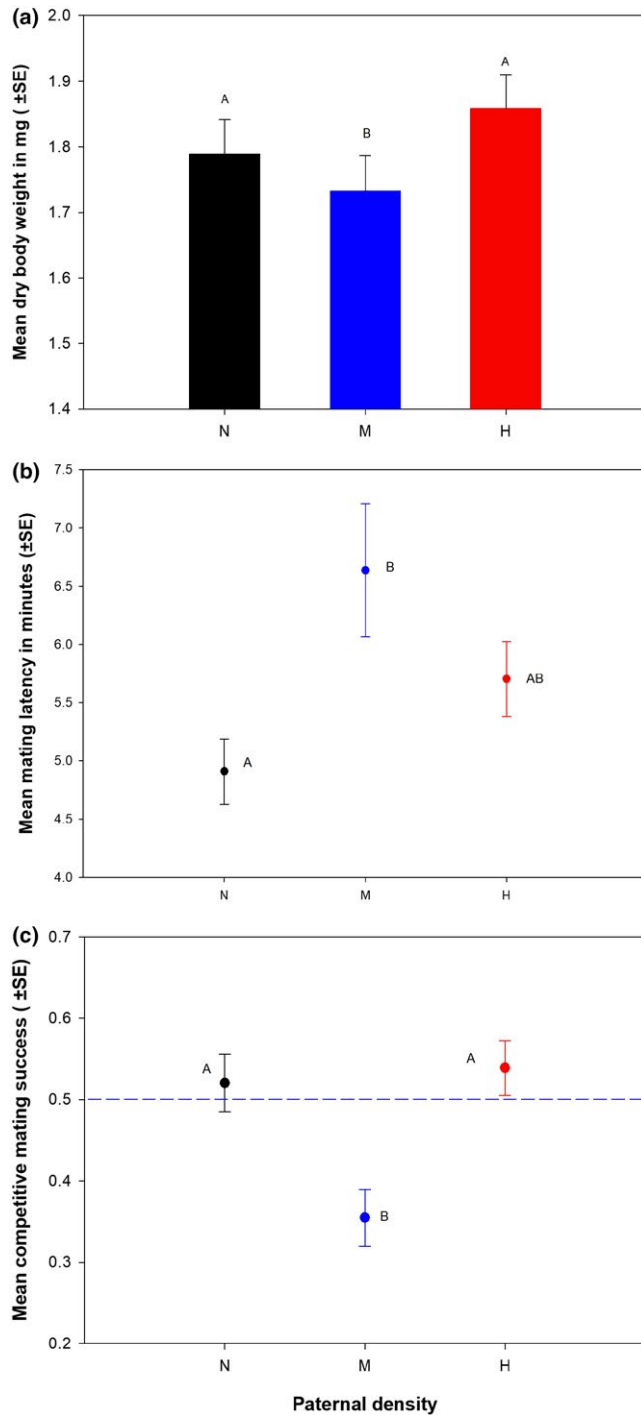 (a)
Mean dry body weight in mg ( ±SE)
2.0
1.9
1.8
1.7
1.6
1.5
1.4
A
B
A
N M H
(b)
Mean mating latency in minutes (±SE)
7.5
7.0
6.5
6.0
5.5
5.0
4.5
4.0
A
B
AB
N M H
(c)
Mean competitive mating success ( ±SE)
0.7
0.6
0.5
0.4
0.3
0.2
A
B
A
N M H
Paternal density